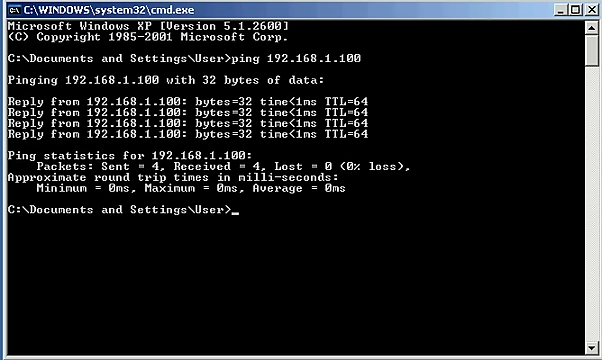 C:\WINDOWS\system32\cmd.exe
Microsoft Windows XP [Version 5.1.2600]
(C) Copyright 1985-2001 Microsoft Corp.
C:\Documents and Settings\User>ping 192.168.1.100
Pinging 192.168.1.100 with 32 bytes of data:
Reply from 192.168.1.100: bytes=32 time<1ms TTL=64
Reply from 192.168.1.100: bytes=32 time<1ms TTL=64
Reply from 192.168.1.100: bytes=32 time<1ms TTL=64
Reply from 192.168.1.100: bytes=32 time<1ms TTL=64
Ping statistics for 192.168.1.100:
    Packets: Sent = 4, Received = 4, Lost = 0 (0% loss),
Approximate round trip times in milli-seconds:
    Minimum = 0ms, Maximum = 0ms, Average = 0ms
C:\Documents and Settings\User>_